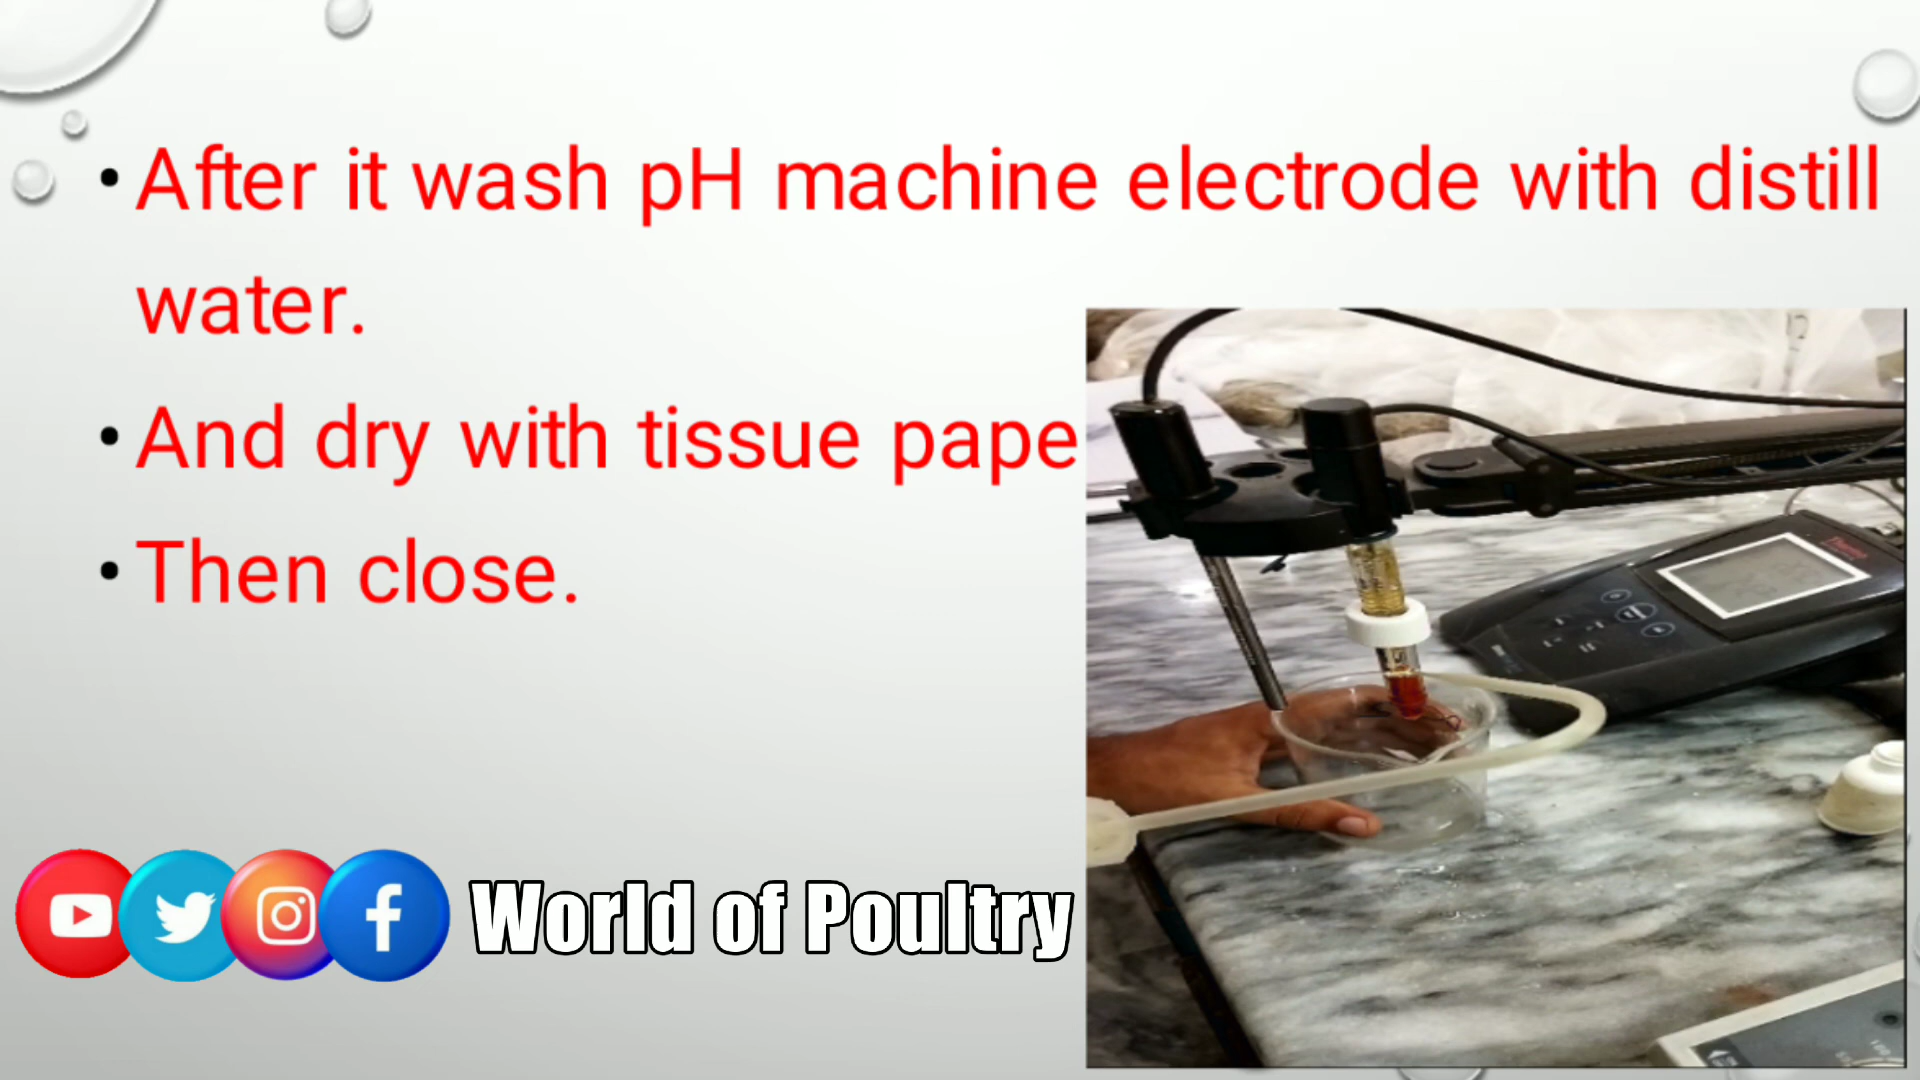 • After it wash pH machine electrode with distill
water.
• And dry with tissue pape
• Then close.
World of Poultry